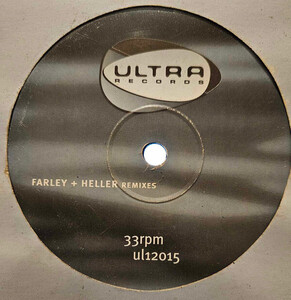 ULTRA
RECORDS
FARLEY + HELLER REMIXES
33rpm
ul12015